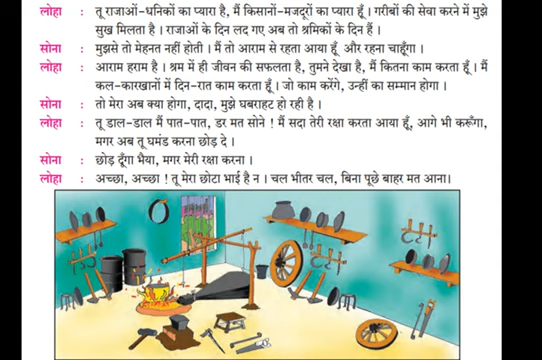 लोहा : तू राजाओं-धनिकों का प्यारा है, मैं किसानों-मजदूरों का प्यारा हूँ। गरीबों की सेवा करने में मुझे
सुख मिलता है। राजाओं के दिन लद गए अब तो श्रमिकों के दिन हैं।
सोना : मुझसे तो मेहनत नहीं होती। मैं तो आराम से रहता आया हूँ और रहना चाहूँगा।
लोहा : आराम हराम है। श्रम में ही जीवन की सफलता है, तुमने देखा है, मैं कितना काम करता हूँ। मैं
कल-कारखानों में दिन-रात काम करता हूँ। जो काम करेंगे, उन्हीं का सम्मान होगा।
सोना : तो मेरा अब क्या होगा, दादा, मुझे घबराहट हो रही है।
लोहा : तू डाल-डाल मैं पात-पात, डर मत सोने ! मैं सदा तेरी रक्षा करता आया हूँ, आगे भी करूँगा,
मगर अब तू घमंड करना छोड़ दे।
सोना : छोड़ दूँगा भैया, मगर मेरी रक्षा करना।
लोहा : अच्छा, अच्छा ! तू मेरा छोटा भाई है न। चल भीतर चल, बिना पूछे बाहर मत आना।